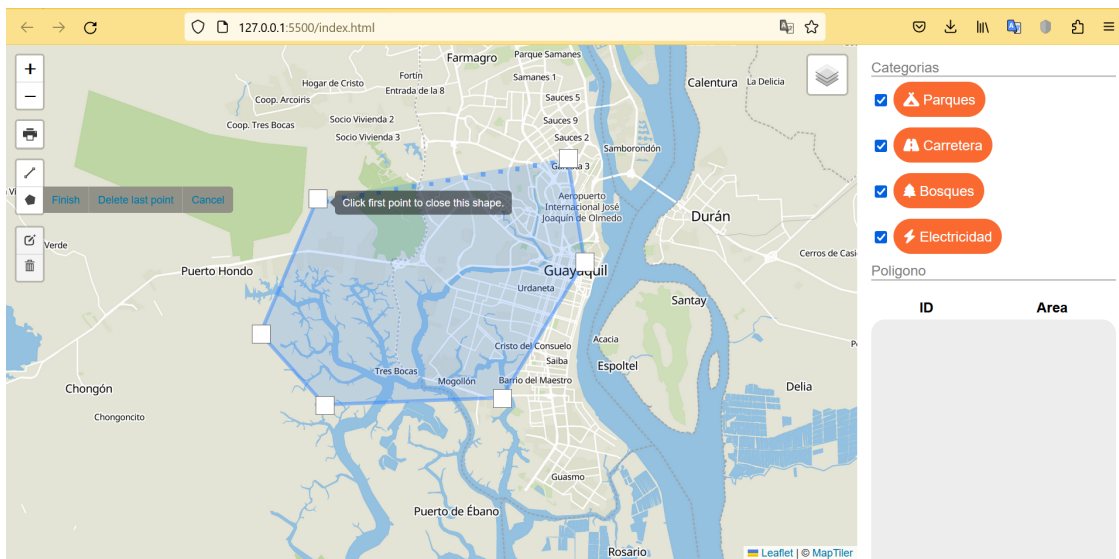 127.0.0.1:5500/index.html
+
−
Finish Delete last point Cancel
Click first point to close this shape.
Farmagro
Parque Samanes
Hogar de Cristo
Fortín
Entrada de la 8
Samanes 1
Calentura
La Delicia
Coop. Arcoiris
Sauces 5
Coop. Tres Bocas
Socio Vivienda 2
Sauces 9
Socio Vivienda 3
Sauces 2
Samborondón
3
Aeropuerto
Internacional José
Joaquín de Olmedo
Durán
Verde
Cerros de Casi
Puerto Hondo
Guayaquil
Urdaneta
Santay
Cristo del Consuelo
Acacia
Saiba
Espoltel
Tres Bocas
Mogollón
Barrio del Maestro
Delia
Chongón
Chongoncito
Guasmo
Puerto de Ébano
Rosario
Leaflet | © MapTiler
Categorias
Parques
Carretera
Bosques
Electricidad
Poligono
ID Area